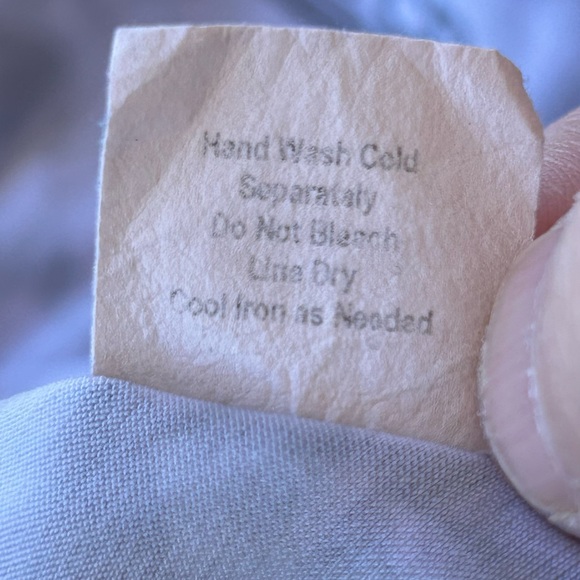 Hand Wash Cold
Separately
Do Not Bleach
Line Dry
Cool Iron as Needed